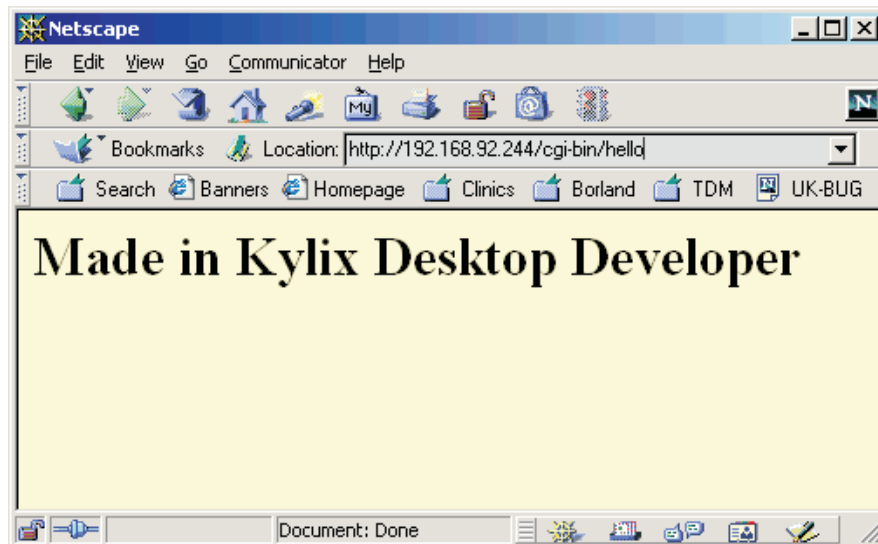 Netscape
File Edit View Go Communicator Help
My
N
Bookmarks Location: http://192.168.92.244/cgi-bin/hello
Search Banners Homepage Clinics Borland TDM UK-BUG
Made in Kylix Desktop Developer
Document: Done